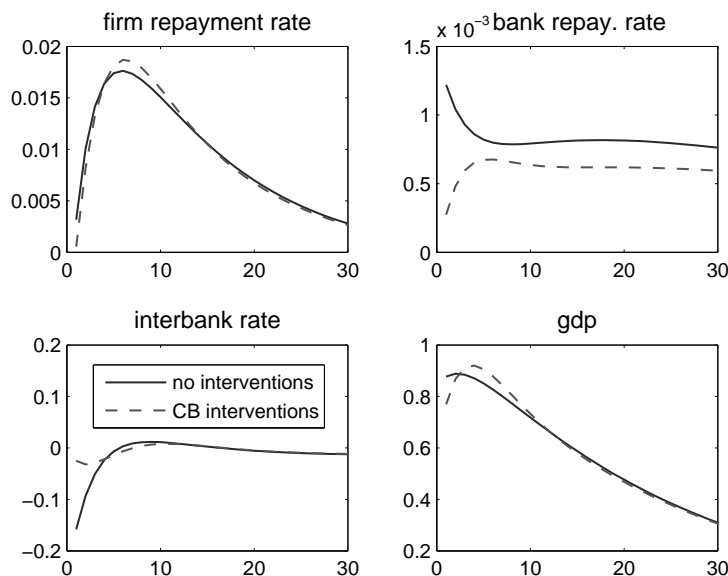 firm repayment rate
0.02
0.015
0.01
0.005
0
0 10 20 30
x 10⁻³ bank repay. rate
1.5
1
0.5
0
0 10 20 30
interbank rate
0.2
0.1
0
−0.1
−0.2
no interventions
CB interventions
0 10 20 30
gdp
1
0.8
0.6
0.4
0.2
0 10 20 30